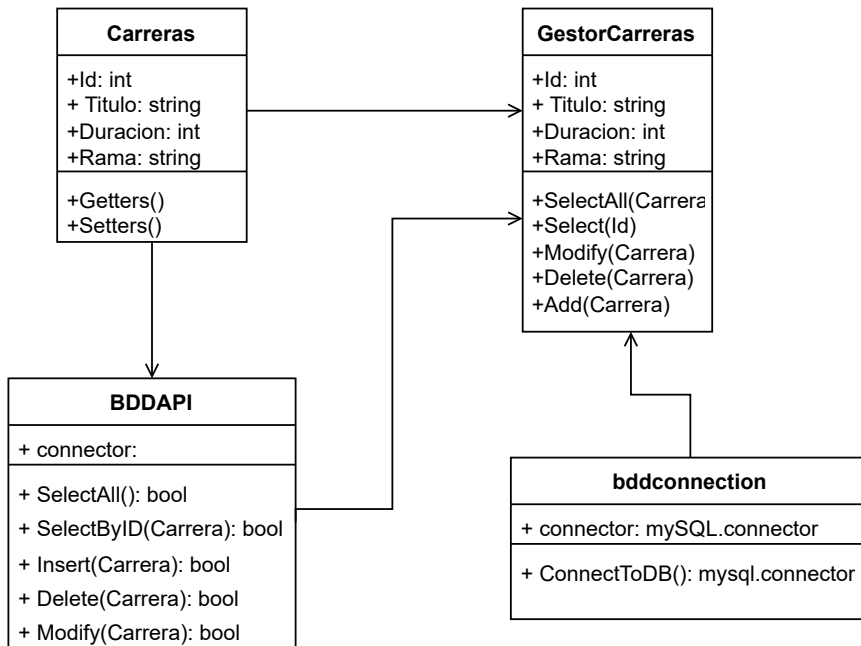 Carreras
+Id: int
+ Titulo: string
+Duracion: int
+Rama: string
+Getters()
+Setters()
GestorCarreras
+Id: int
+ Titulo: string
+Duracion: int
+Rama: string
+SelectAll(Carrera
+Select(Id)
+Modify(Carrera)
+Delete(Carrera)
+Add(Carrera)
BDDAPI
+ connector:
+ SelectAll(): bool
+ SelectByID(Carrera): bool
+ Insert(Carrera): bool
+ Delete(Carrera): bool
+ Modify(Carrera): bool
bddconnection
+ connector: mySQL.connector
+ ConnectToDB(): mysql.connector